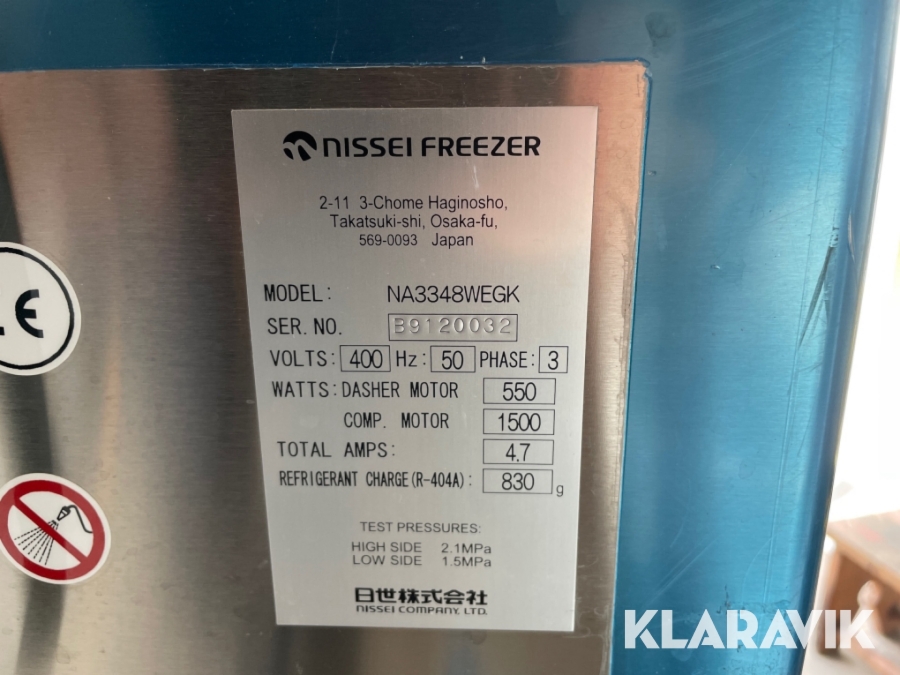 NISSEI FREEZER
2-11 3-Chome Haginosho,
Takatsuki-shi, Osaka-fu,
569-0093 Japan
MODEL: NA3348WEGK
SER. NO. B9120032
VOLTS: 400 Hz: 50 PHASE: 3
WATTS: DASHER MOTOR 550
COMP. MOTOR 1500
TOTAL AMPS: 4.7
REFRIGERANT CHARGE(R-404A): 830 g
TEST PRESSURES:
HIGH SIDE 2.1MPa
LOW SIDE 1.5MPa
日世株式会社
NISSEI COMPANY, LTD.
CE
KLARAVIK